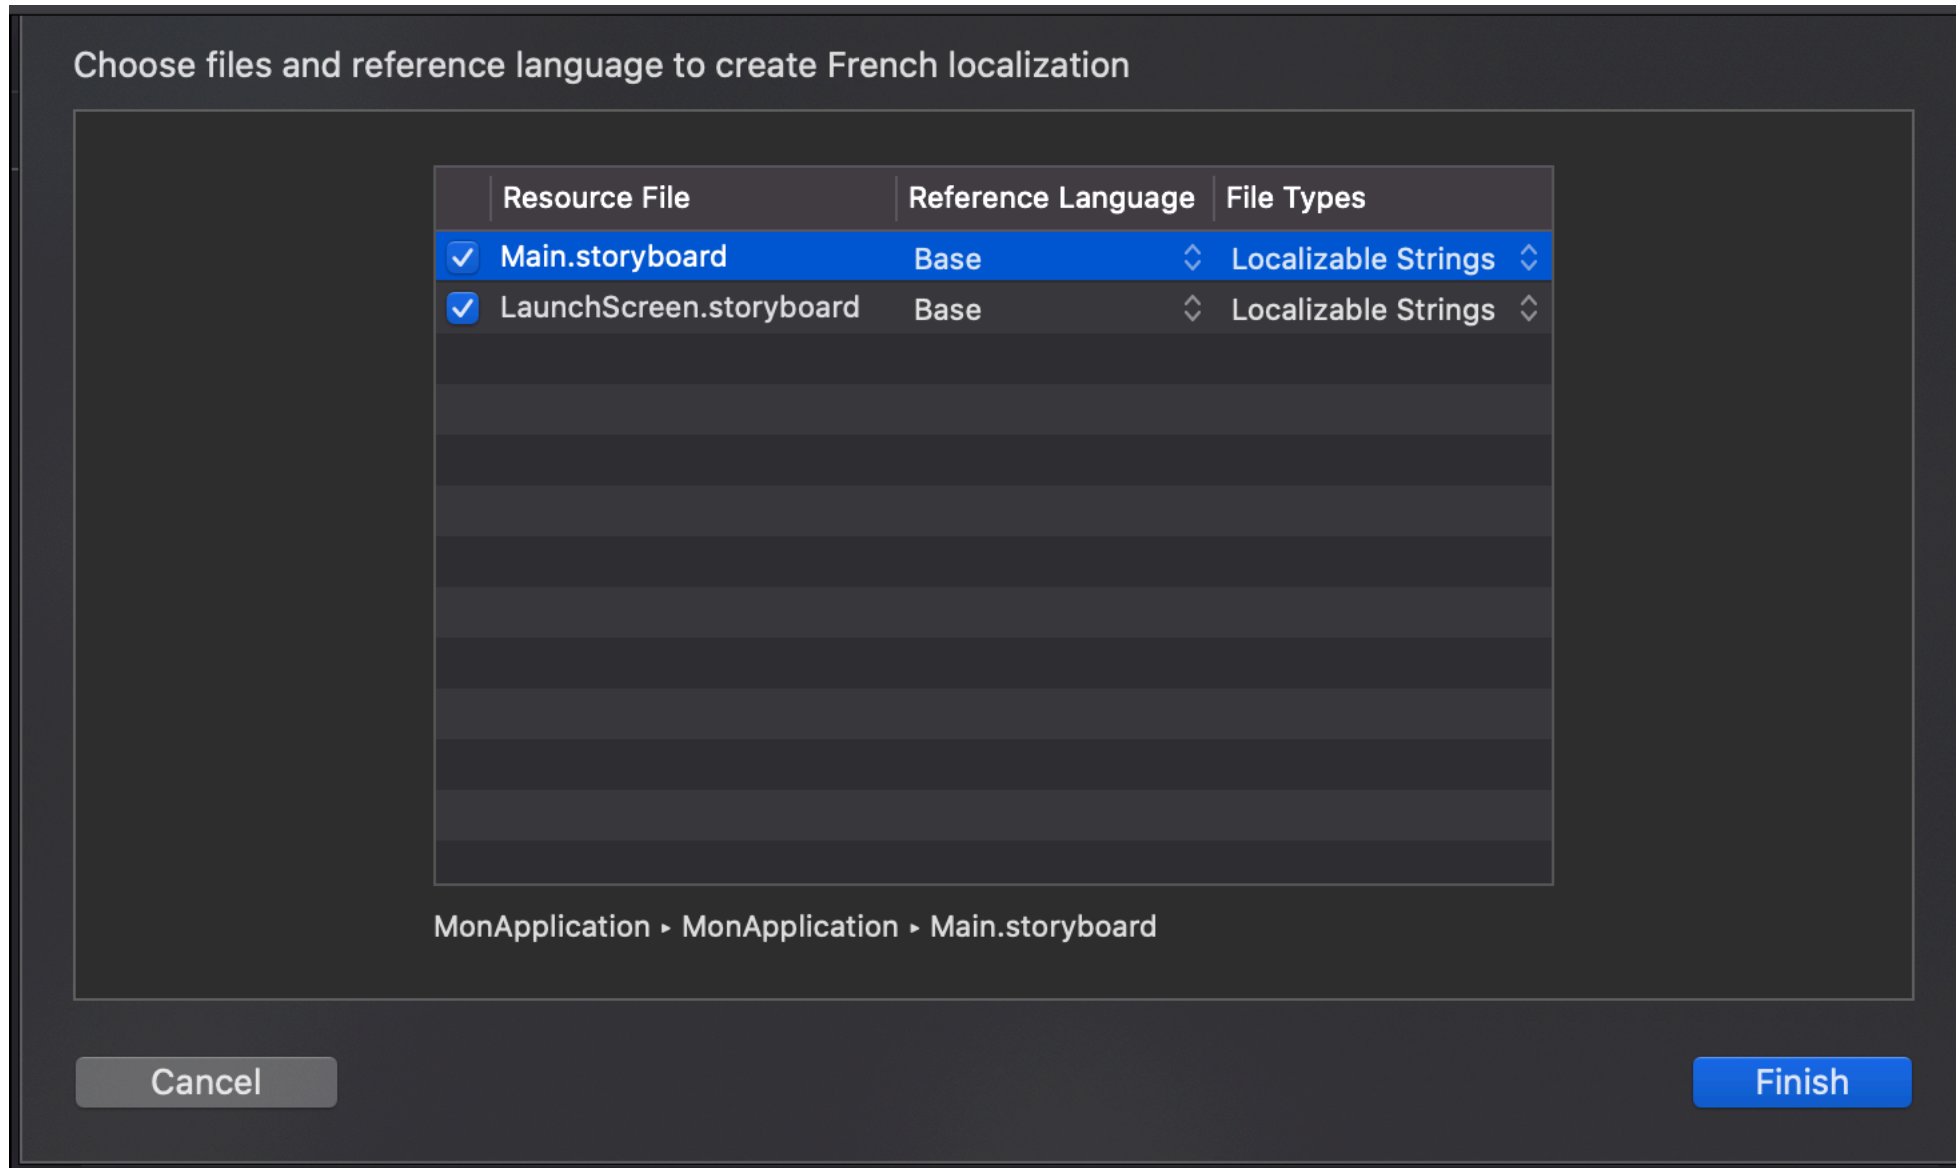 Choose files and reference language to create French localization
Resource File Reference Language File Types
Main.storyboard Base Localizable Strings
LaunchScreen.storyboard Base Localizable Strings
MonApplication ▸ MonApplication ▸ Main.storyboard
Cancel Finish